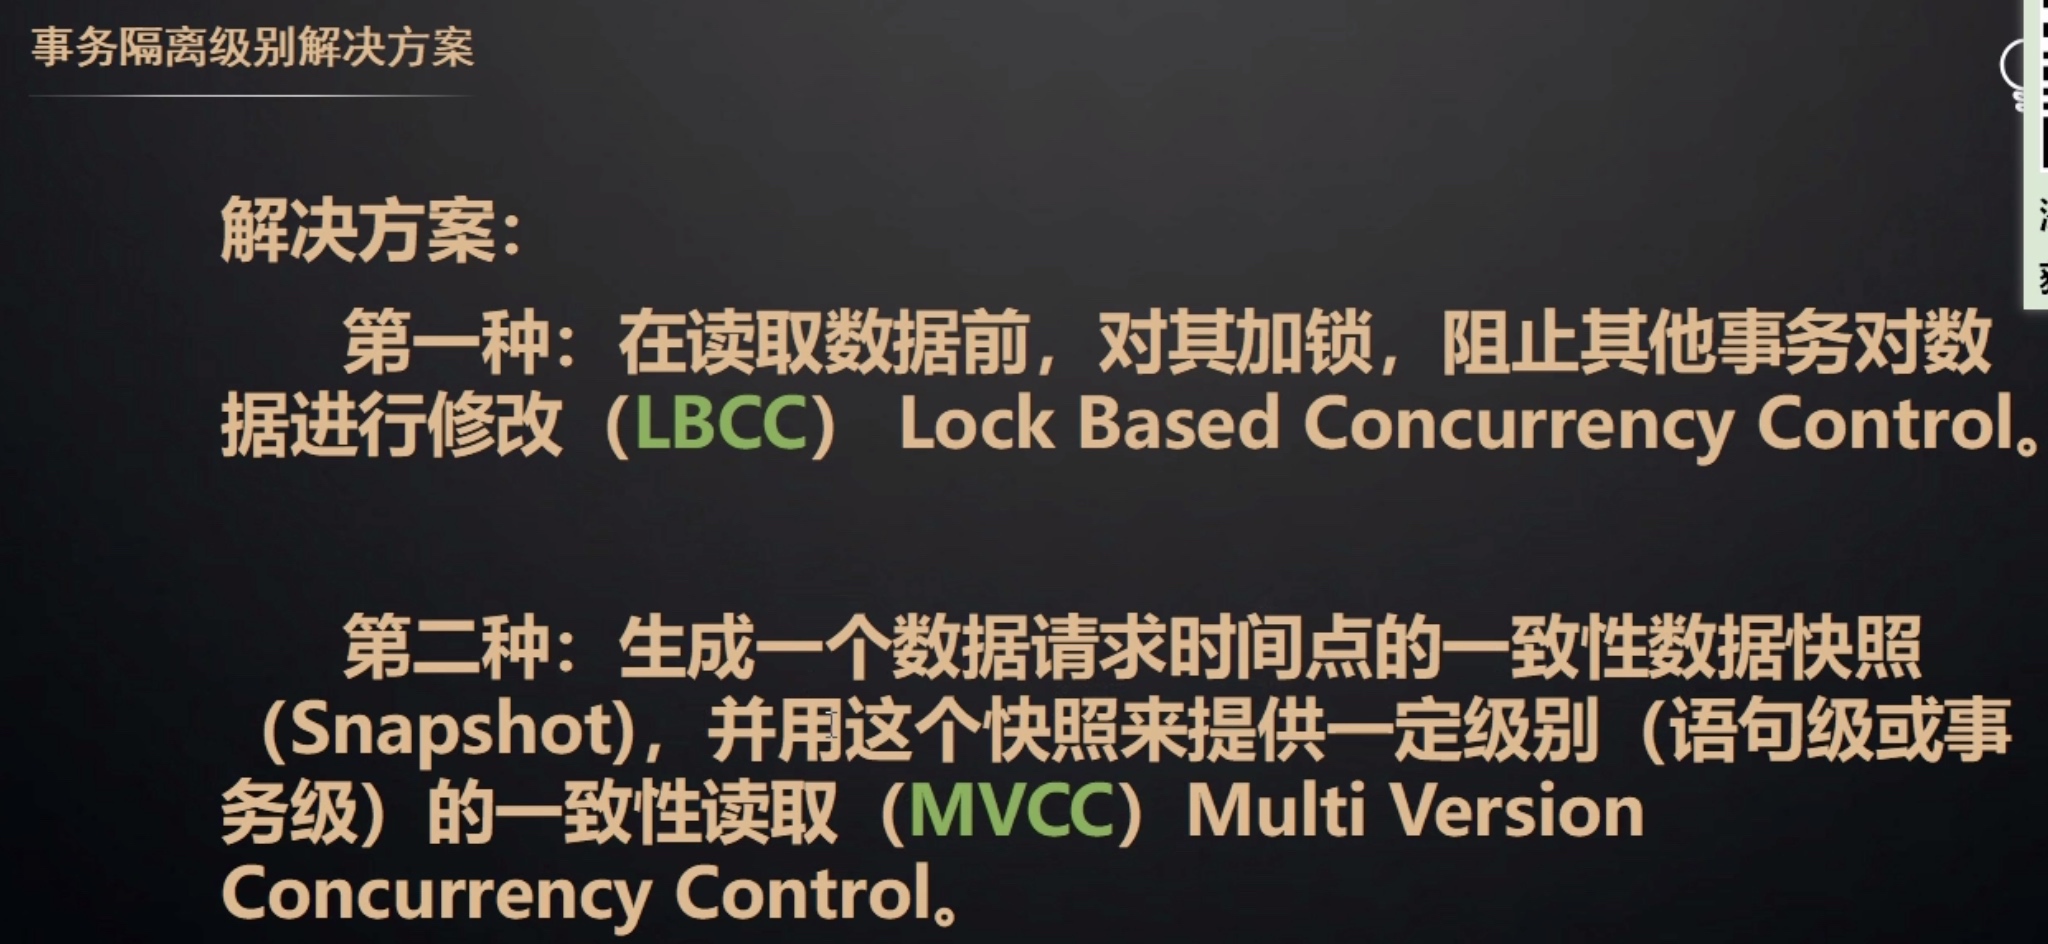 事务隔离级别解决方案
解决方案：
第一种：在读取数据前，对其加锁，阻止其他事务对数
据进行修改（LBCC） Lock Based Concurrency Control。
第二种：生成一个数据请求时间点的一致性数据快照
（Snapshot)，并用这个快照来提供一定级别（语句级或事
务级）的一致性读取（MVCC）Multi Version
Concurrency Control。